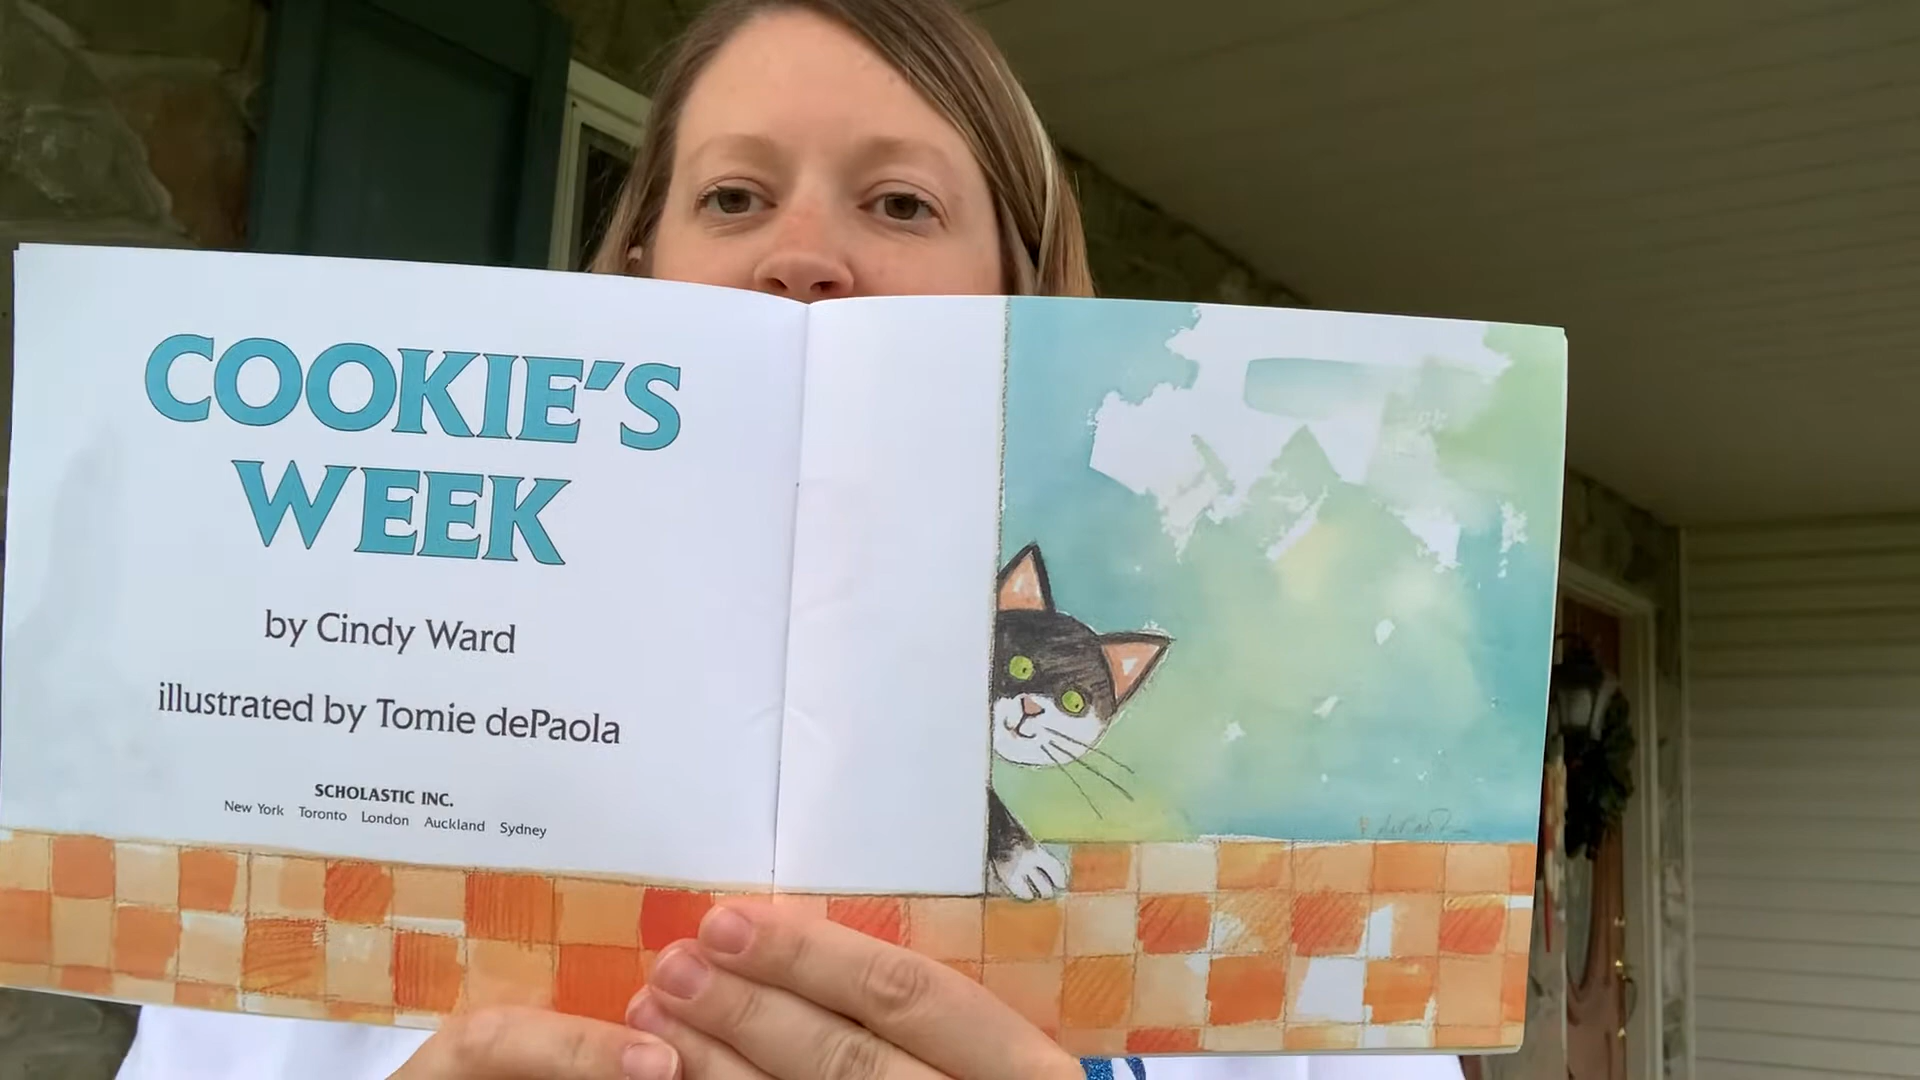 COOKIE'S
WEEK
by Cindy Ward
illustrated by Tomie dePaola
SCHOLASTIC INC.
New York Toronto London Auckland Sydney